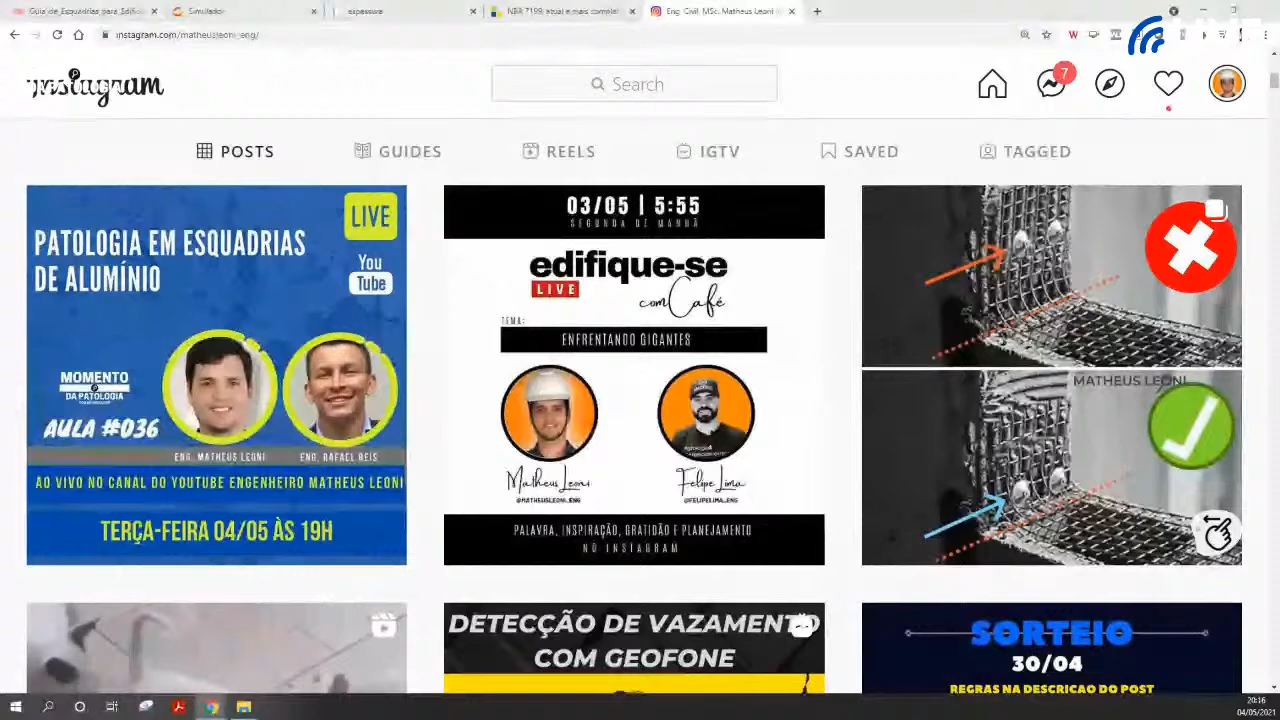 Guia de Esquadrias para Edific
Simulador
expessura
NBR 7199: atual e mais comple
Eng. Civil, MSc. Matheus Leoni
instagram.com/matheusleoni_eng/
Instagram
Search
7
POSTS
GUIDES
REELS
IGTV
SAVED
TAGGED
LIVE
PATOLOGIA EM ESQUADRIAS
DE ALUMÍNIO
You
Tube
MOMENTO
DA PATOLOGIA
AULA #036
ENG. MATHEUS LEONI
ENG. RAFAEL REIS
AO VIVO NO CANAL DO YOUTUBE ENGENHEIRO MATHEUS LEONI
TERÇA-FEIRA 04/05 ÀS 19H
03/05 | 5:55
SEGUNDA DE MANHÃ
edifique-se
LIVE
com Café
TEMA:
ENFRENTANDO GIGANTES
Matheus Leoni
@MATHEUSLEONI_ENG
Felipe Lima
@FELIPELIMA_ENG
PALAVRA, INSPIRAÇÃO, GRATIDÃO E PLANEJAMENTO
NO INSTAGRAM
MATHEUS LEONI
DETECÇÃO DE VAZAMENTO
COM GEOFONE
SORTEIO
30/04
REGRAS NA DESCRICAO DO POST
20:16
04/05/2021